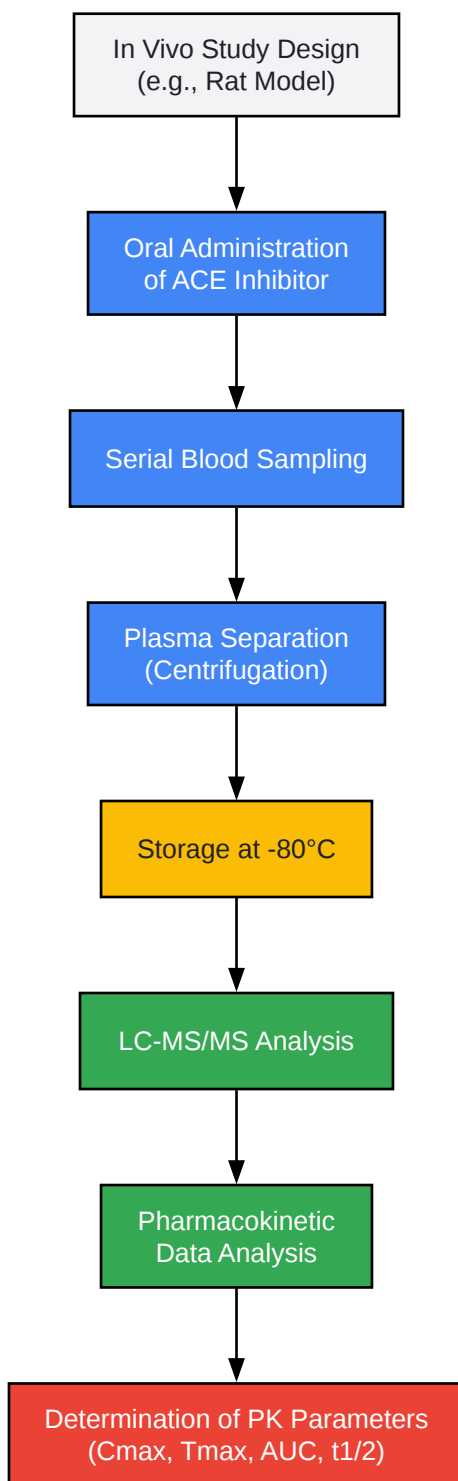 In Vivo Study Design
(e.g., Rat Model)
Oral Administration
of ACE Inhibitor
Serial Blood Sampling
Plasma Separation
(Centrifugation)
Storage at -80°C
LC-MS/MS Analysis
Pharmacokinetic
Data Analysis
Determination of PK Parameters
(Cmax, Tmax, AUC, t1/2)